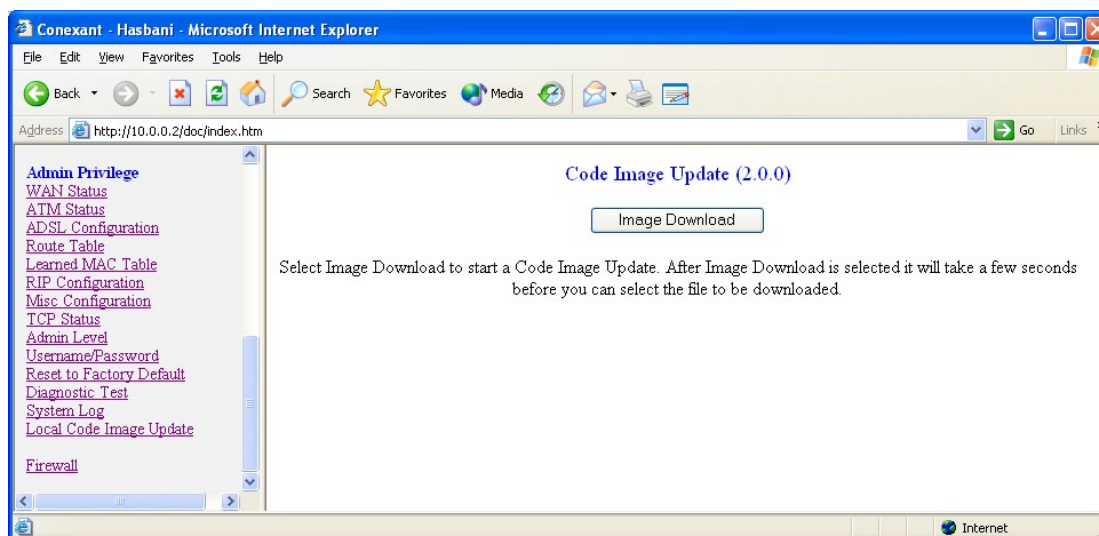 Conexant - Hasbani - Microsoft Internet Explorer
File Edit View Favorites Tools Help
Back Search Favorites Media
Address http://10.0.0.2/doc/index.htm Go Links
Admin Privilege
WAN Status
ATM Status
ADSL Configuration
Route Table
Learned MAC Table
RIP Configuration
Misc Configuration
TCP Status
Admin Level
Username/Password
Reset to Factory Default
Diagnostic Test
System Log
Local Code Image Update
Firewall
Code Image Update (2.0.0)
Image Download
Select Image Download to start a Code Image Update. After Image Download is selected it will take a few seconds
before you can select the file to be downloaded.
Internet